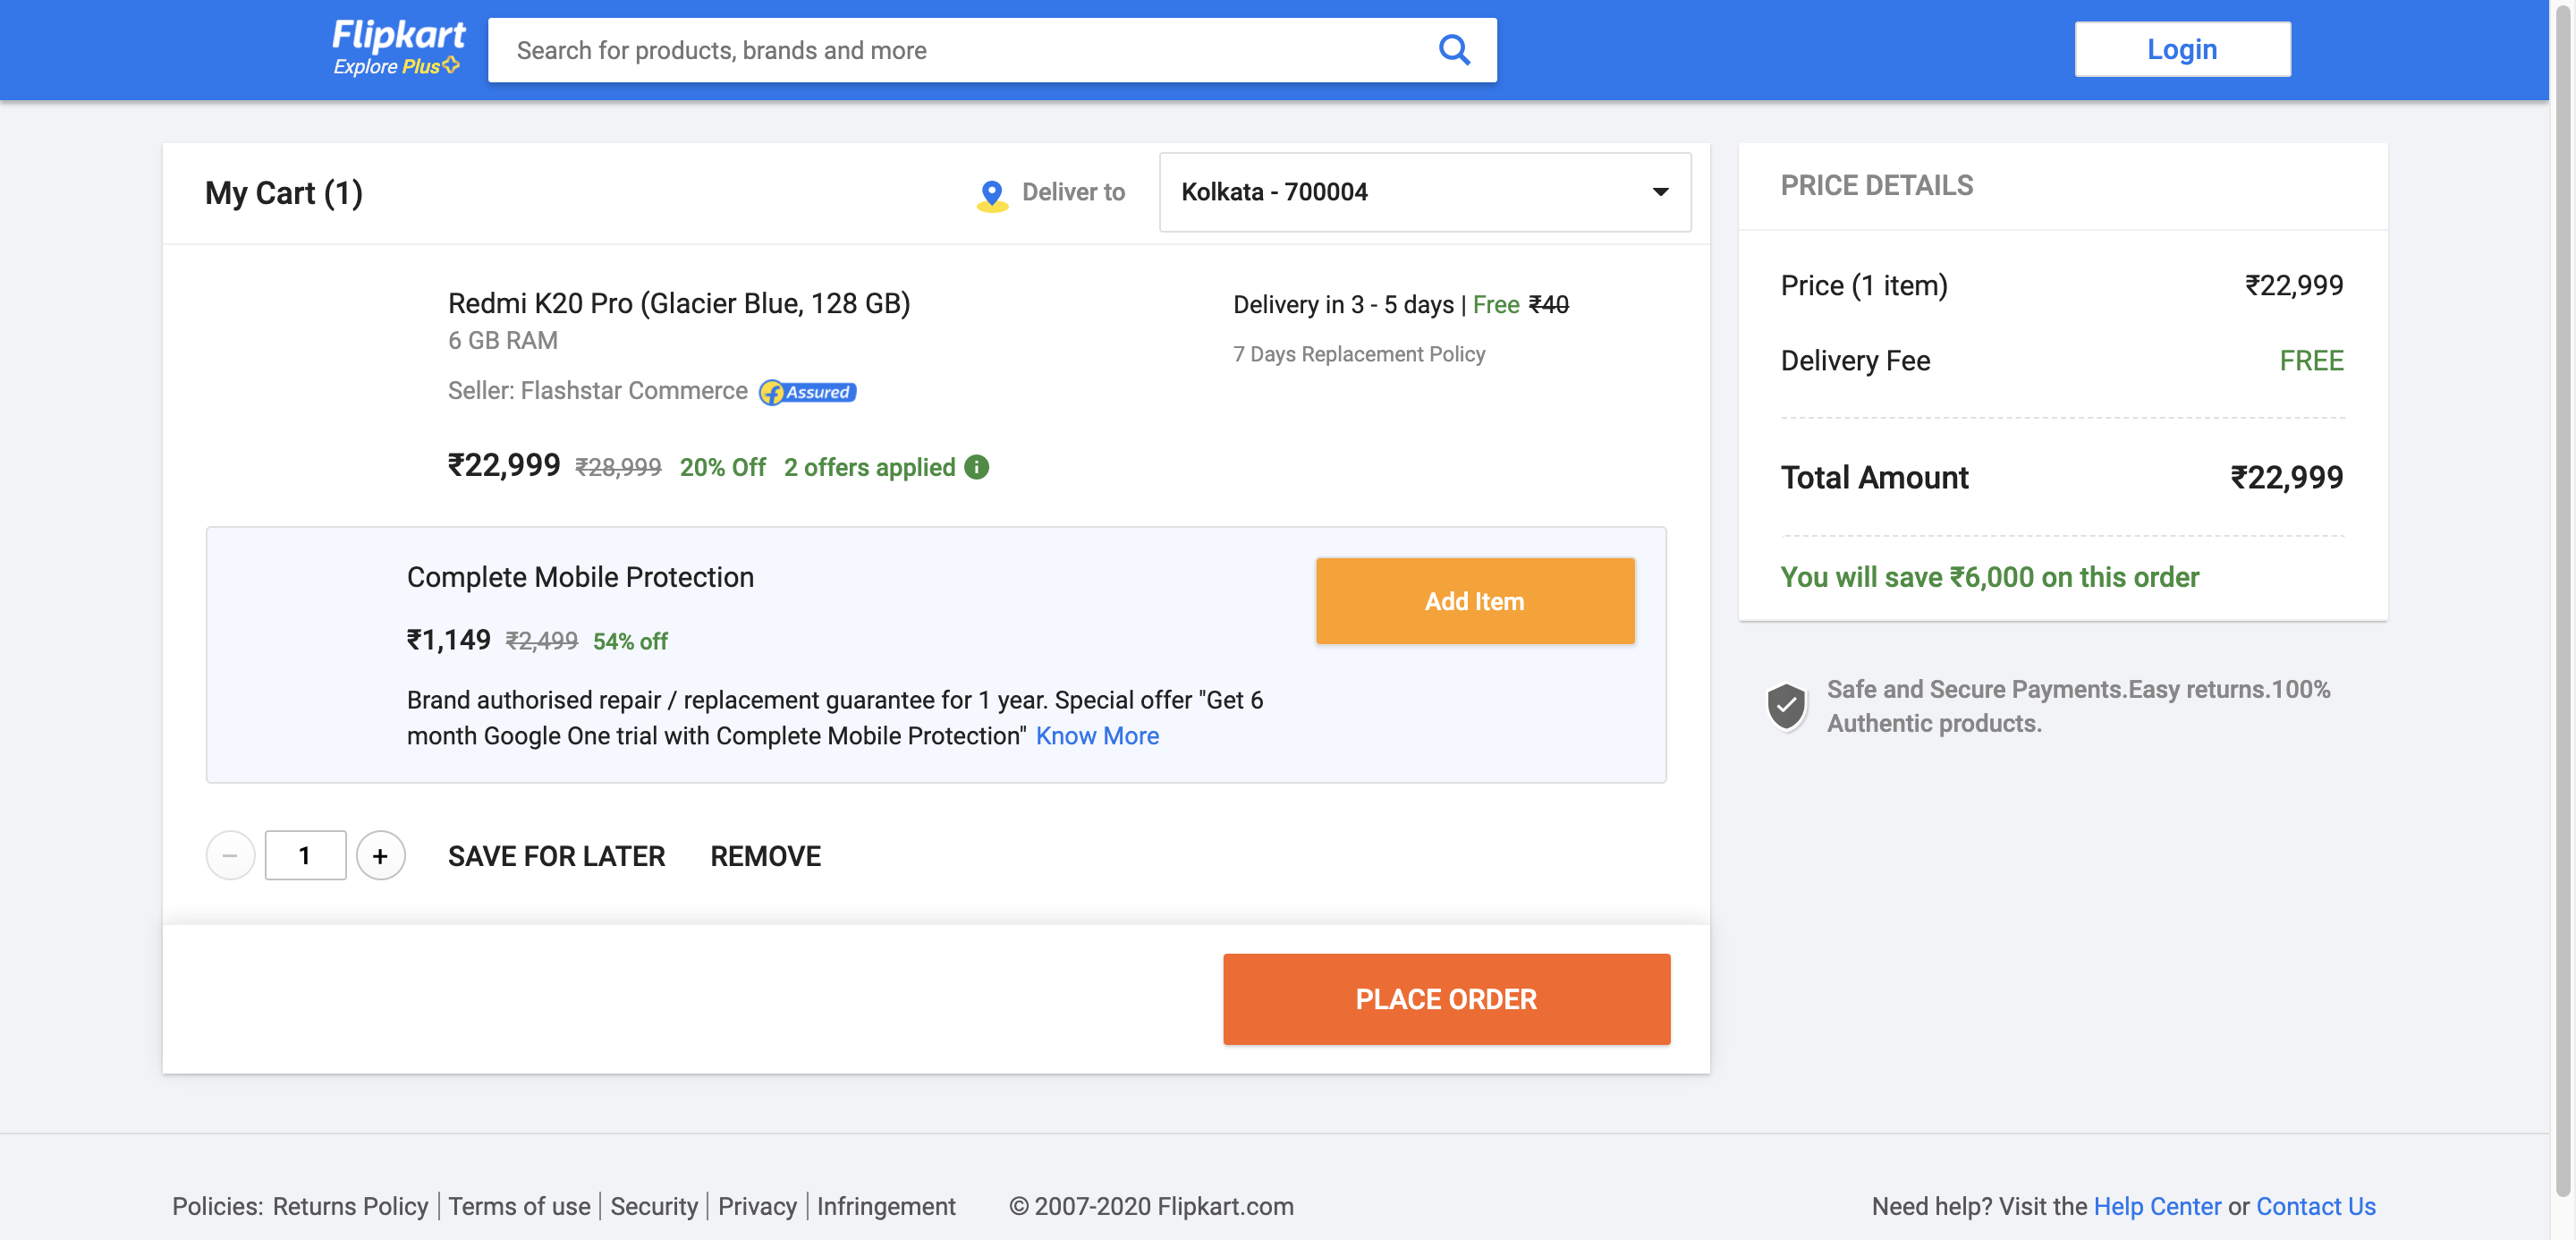 Flipkart
Explore Plus
Search for products, brands and more
Login
My Cart (1)
Deliver to
Kolkata - 700004
Redmi K20 Pro (Glacier Blue, 128 GB)
6 GB RAM
Seller: Flashstar Commerce
f Assured
₹22,999 ₹28,999 20% Off 2 offers applied i
Delivery in 3 - 5 days | Free ₹40
7 Days Replacement Policy
Complete Mobile Protection
₹1,149 ₹2,499 54% off
Brand authorised repair / replacement guarantee for 1 year. Special offer "Get 6
month Google One trial with Complete Mobile Protection" Know More
Add Item
− 1 +
SAVE FOR LATER
REMOVE
PLACE ORDER
PRICE DETAILS
Price (1 item) ₹22,999
Delivery Fee FREE
Total Amount ₹22,999
You will save ₹6,000 on this order
Safe and Secure Payments.Easy returns.100%
Authentic products.
Policies: Returns Policy | Terms of use | Security | Privacy | Infringement
© 2007-2020 Flipkart.com
Need help? Visit the Help Center or Contact Us